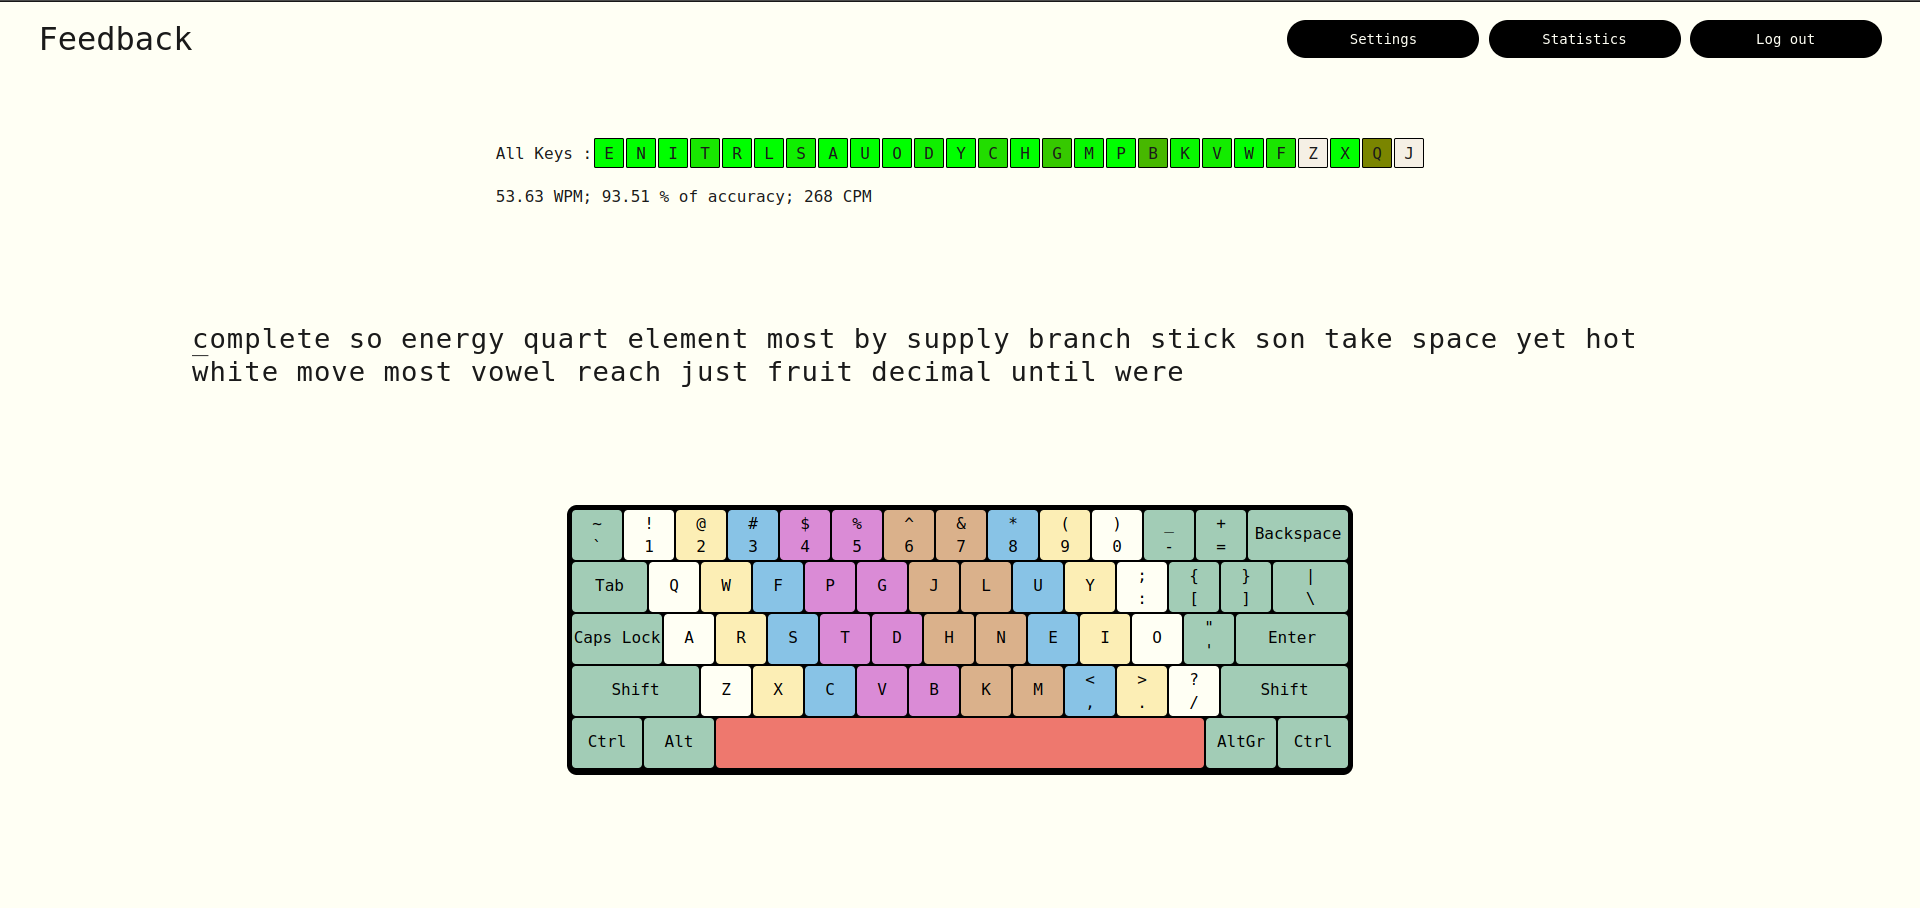 Feedback
Settings Statistics Log out
All Keys : E N I T R L S A U O D Y C H G M P B K V W F Z X Q J
53.63 WPM; 93.51 % of accuracy; 268 CPM
complete so energy quart element most by supply branch stick son take space yet hot
white move most vowel reach just fruit decimal until were
~ ! @ # $ % ^ & * ( ) _ +
` 1 2 3 4 5 6 7 8 9 0 - = Backspace
Tab Q W F P G J L U Y ; : { [ } ] | \
Caps Lock A R S T D H N E I O " ' Enter
Shift Z X C V B K M < , > . ? / Shift
Ctrl Alt AltGr Ctrl